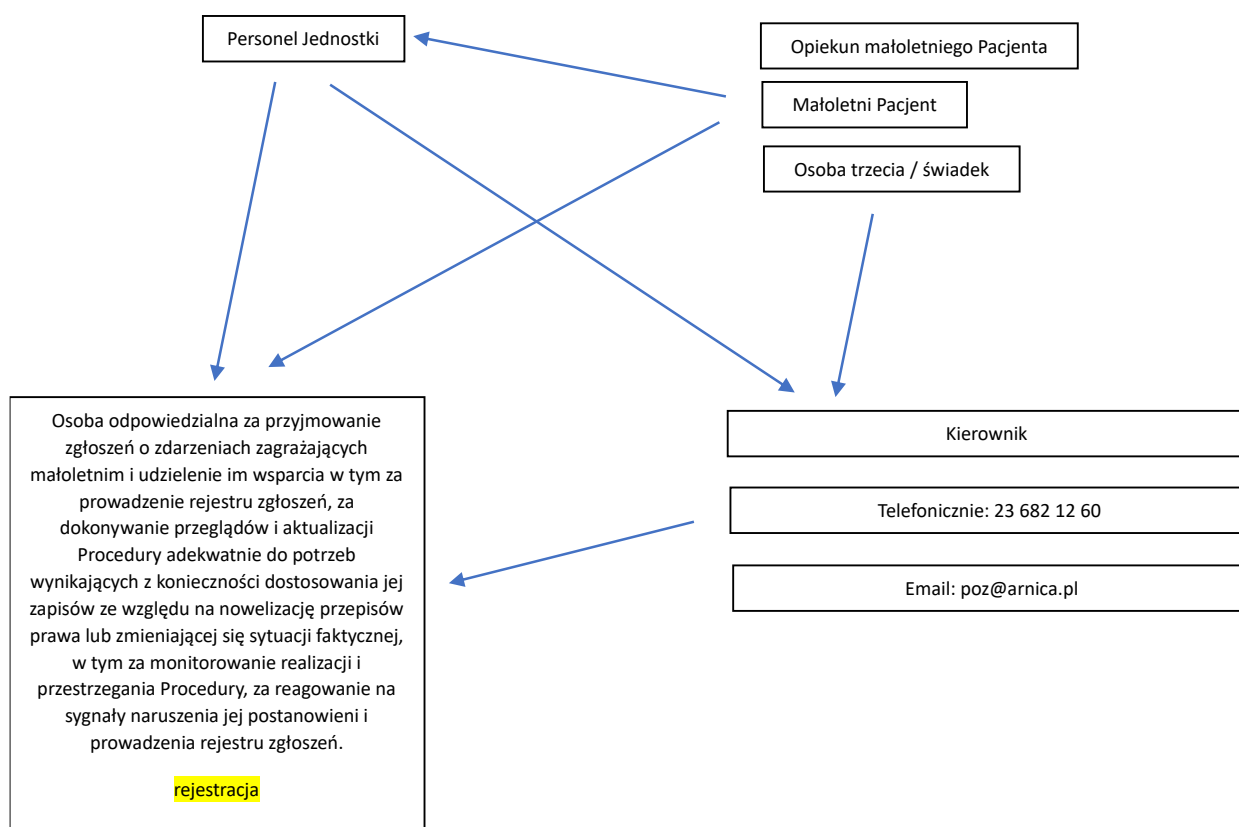 Personel Jednostki
Opiekun małoletniego Pacjenta
Małoletni Pacjent
Osoba trzecia / świadek
Osoba odpowiedzialna za przyjmowanie
zgłoszeń o zdarzeniach zagrażających
małoletnim i udzielenie im wsparcia w tym za
prowadzenie rejestru zgłoszeń, za
dokonywanie przeglądów i aktualizacji
Procedury adekwatnie do potrzeb
wynikających z konieczności dostosowania jej
zapisów ze względu na nowelizację przepisów
prawa lub zmieniającej się sytuacji faktycznej,
w tym za monitorowanie realizacji i
przestrzegania Procedury, za reagowanie na
sygnały naruszenia jej postanowieni i
prowadzenia rejestru zgłoszeń.
rejestracja
Kierownik
Telefonicznie: 23 682 12 60
Email: poz@arnica.pl